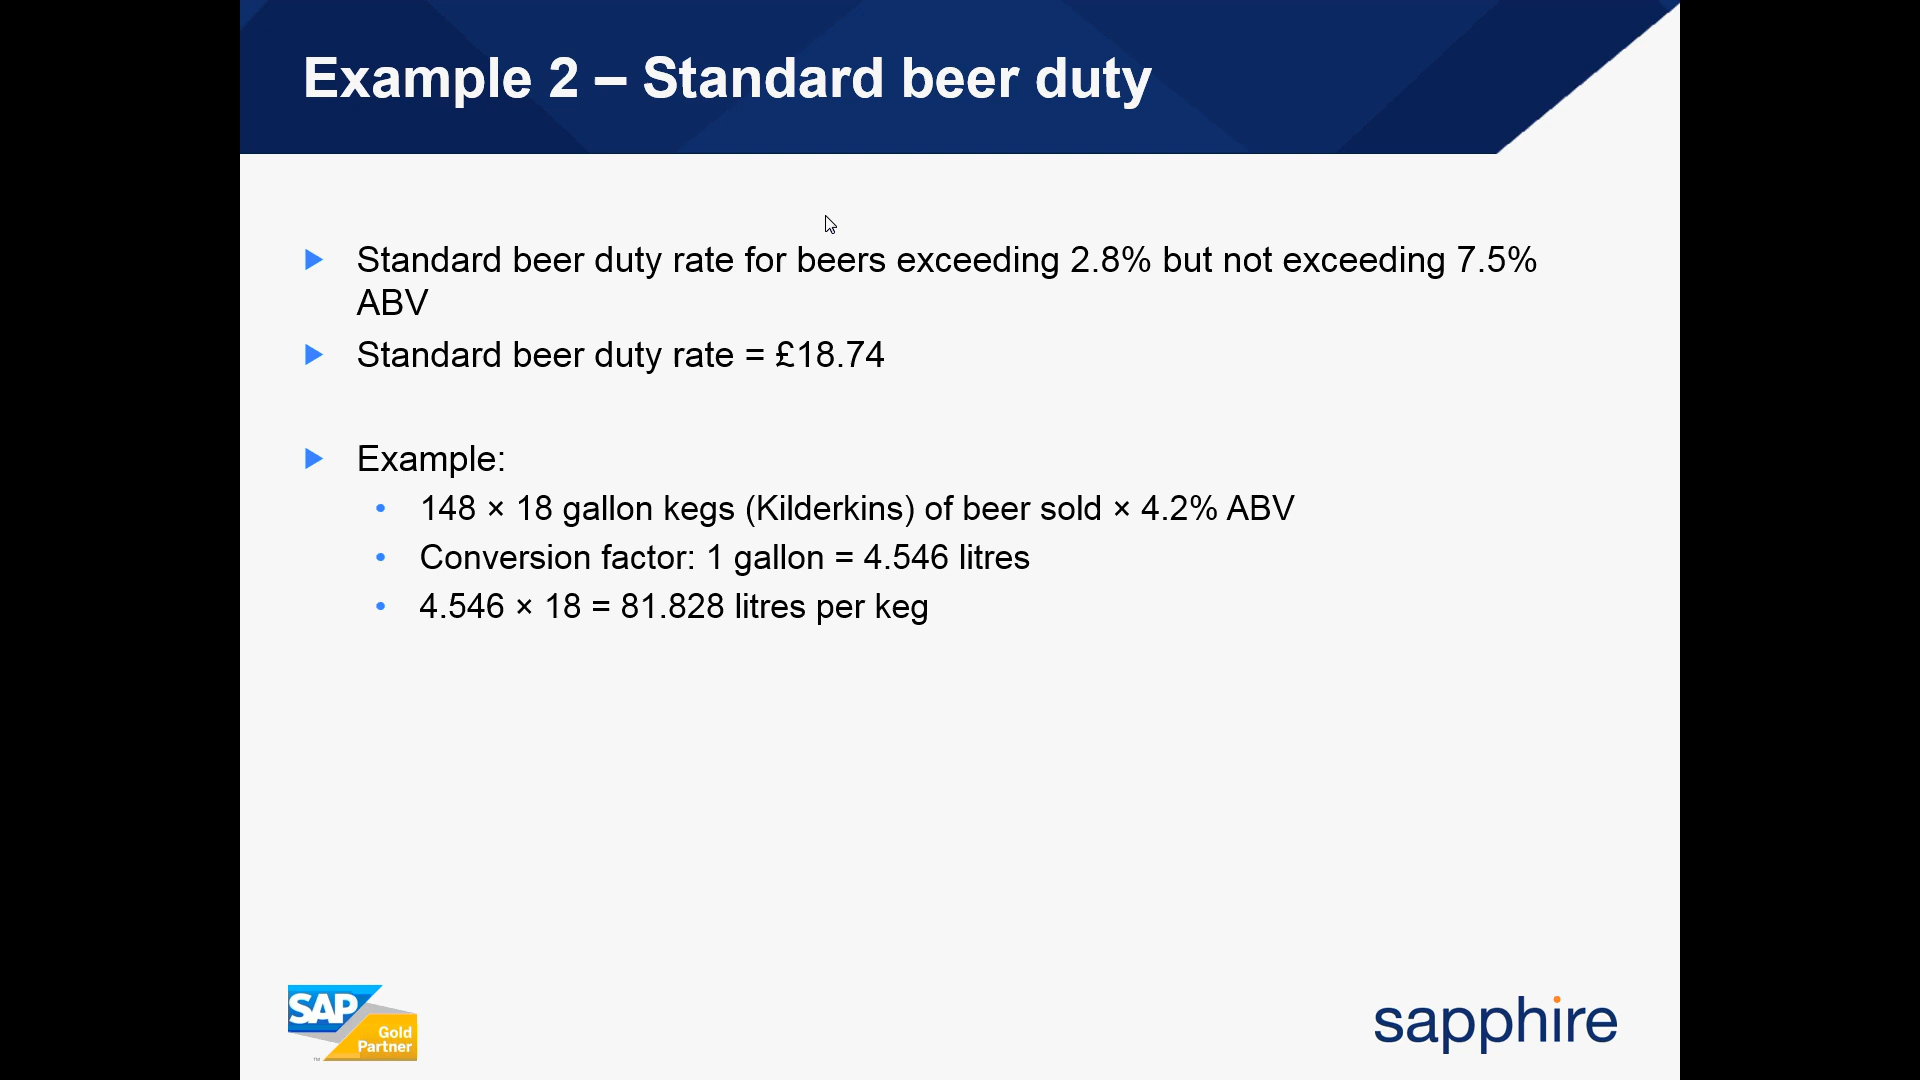 Example 2 – Standard beer duty
Standard beer duty rate for beers exceeding 2.8% but not exceeding 7.5%
ABV
Standard beer duty rate = £18.74
Example:
148 × 18 gallon kegs (Kilderkins) of beer sold × 4.2% ABV
Conversion factor: 1 gallon = 4.546 litres
4.546 × 18 = 81.828 litres per keg
SAP
Gold
Partner
™
sapphire